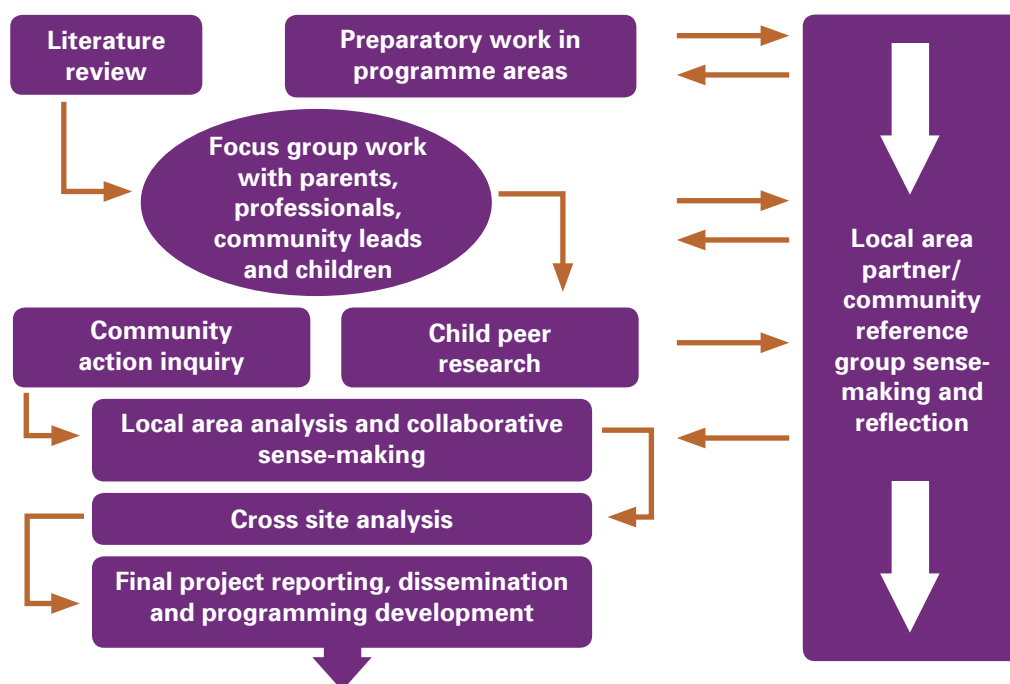 Literature
review
Preparatory work in
programme areas
Focus group work
with parents,
professionals,
community leads
and children
Community
action inquiry
Child peer
research
Local area analysis and collaborative
sense-making
Cross site analysis
Final project reporting, dissemination
and programming development
Local area
partner/
community
reference
group sense-
making and
reflection